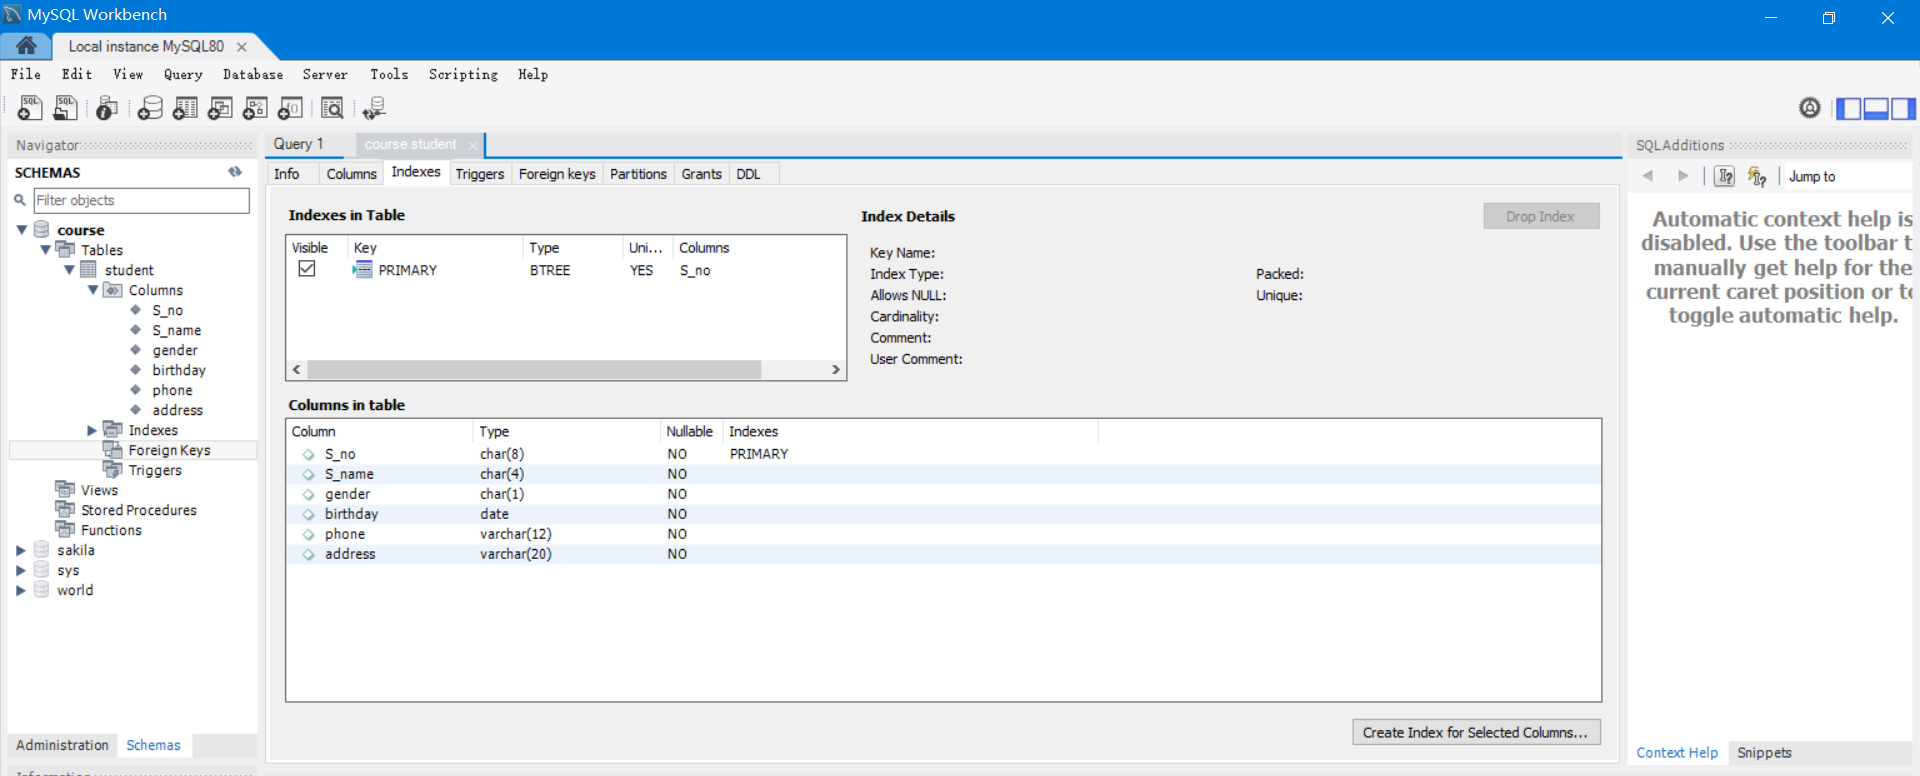 MySQL Workbench
Local instance MySQL80
File Edit View Query Database Server Tools Scripting Help
Navigator
SCHEMAS
Filter objects
course
Tables
student
Columns
S_no
S_name
gender
birthday
phone
address
Indexes
Foreign Keys
Triggers
Views
Stored Procedures
Functions
sakila
sys
world
Administration Schemas
Query 1 course.student
Info Columns Indexes Triggers Foreign keys Partitions Grants DDL
Indexes in Table
Visible Key Type Uni... Columns
PRIMARY BTREE YES S_no
Index Details
Drop Index
Key Name:
Index Type: Packed:
Allows NULL: Unique:
Cardinality:
Comment:
User Comment:
Columns in table
Column Type Nullable Indexes
S_no char(8) NO PRIMARY
S_name char(4) NO
gender char(1) NO
birthday date NO
phone varchar(12) NO
address varchar(20) NO
Create Index for Selected Columns...
SQLAdditions
Jump to
Automatic context help is
disabled. Use the toolbar t
manually get help for the
current caret position or to
toggle automatic help.
Context Help Snippets